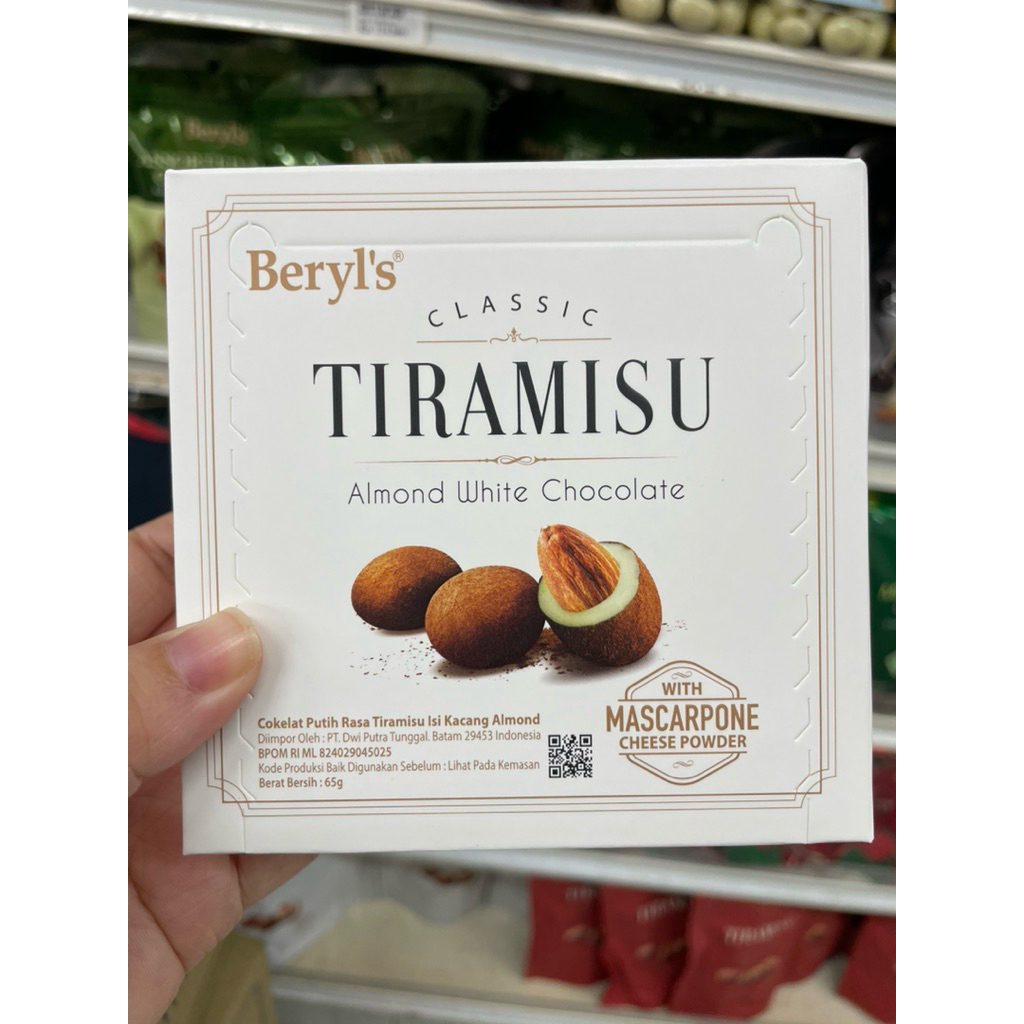 Beryl's
Beryl's®
CLASSIC
TIRAMISU
Almond White Chocolate
WITH
MASCARPONE
CHEESE POWDER
Cokelat Putih Rasa Tiramisu Isi Kacang Almond
Diimpor Oleh : PT. Dwi Putra Tunggal. Batam 29453 Indonesia
BPOM RI ML 824029045025
Kode Produksi Baik Digunakan Sebelum : Lihat Pada Kemasan
Berat Bersih : 65g
TIRAMISU